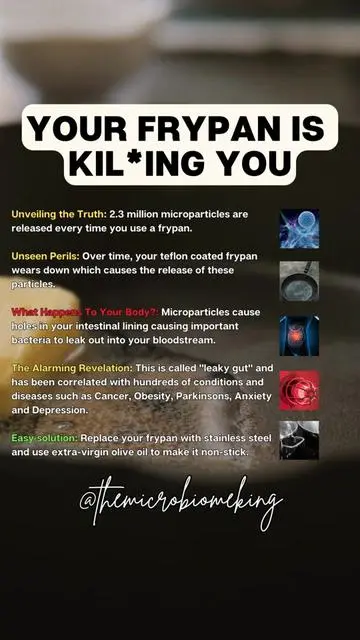 YOUR FRYPAN IS
KIL*ING YOU
Unveiling the Truth: 2.3 million microparticles are
released every time you use a frypan.
Unseen Perils: Over time, your teflon coated frypan
wears down which causes the release of these
particles.
What Happens To Your Body?: Microparticles cause
holes in your intestinal lining causing important
bacteria to leak out into your bloodstream.
The Alarming Revelation: This is called "leaky gut" and
has been correlated with hundreds of conditions and
diseases such as Cancer, Obesity, Parkinsons, Anxiety
and Depression.
Easy solution: Replace your frypan with stainless steel
and use extra-virgin olive oil to make it non-stick.
@themicrobiomeking